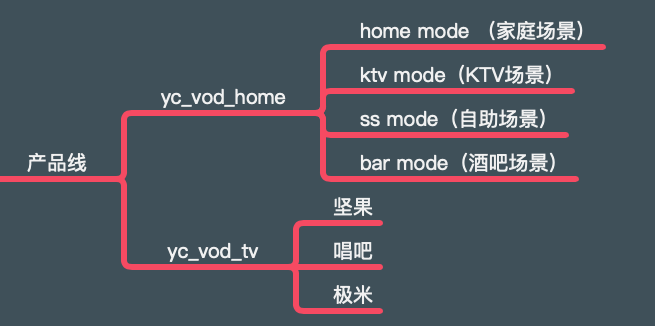 产品线
yc_vod_home
home mode （家庭场景）
ktv mode（KTV场景）
ss mode（自助场景）
bar mode（酒吧场景）
yc_vod_tv
坚果
唱吧
极米